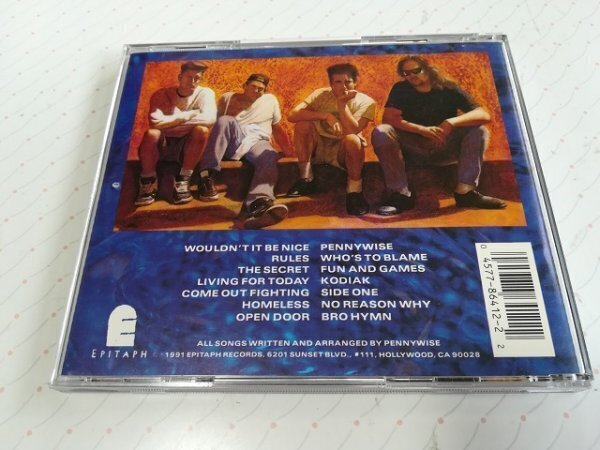 WOULDN'T IT BE NICE PENNYWISE
RULES WHO'S TO BLAME
THE SECRET FUN AND GAMES
LIVING FOR TODAY KODIAK
COME OUT FIGHTING SIDE ONE
HOMELESS NO REASON WHY
OPEN DOOR BRO HYMN
0 4577-86412-2 2
E
EPITAPH
ALL SONGS WRITTEN AND ARRANGED BY PENNYWISE
1991 EPITAPH RECORDS, 6201 SUNSET BLVD., #111, HOLLYWOOD, CA 90028